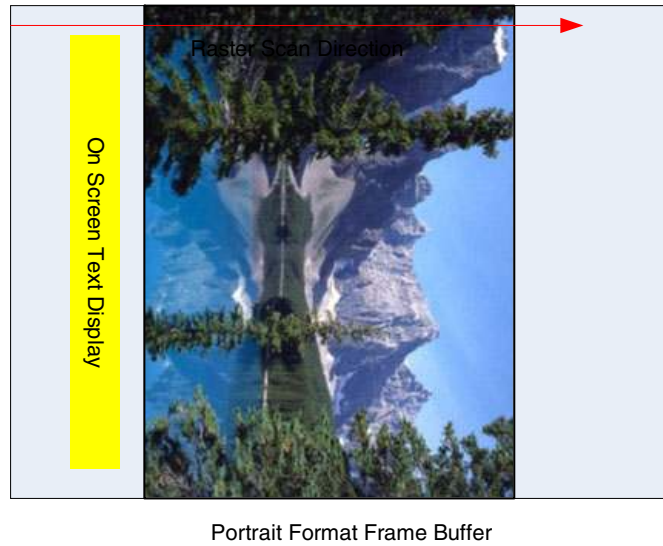 Raster Scan Direction
On Screen Text Display
Portrait Format Frame Buffer